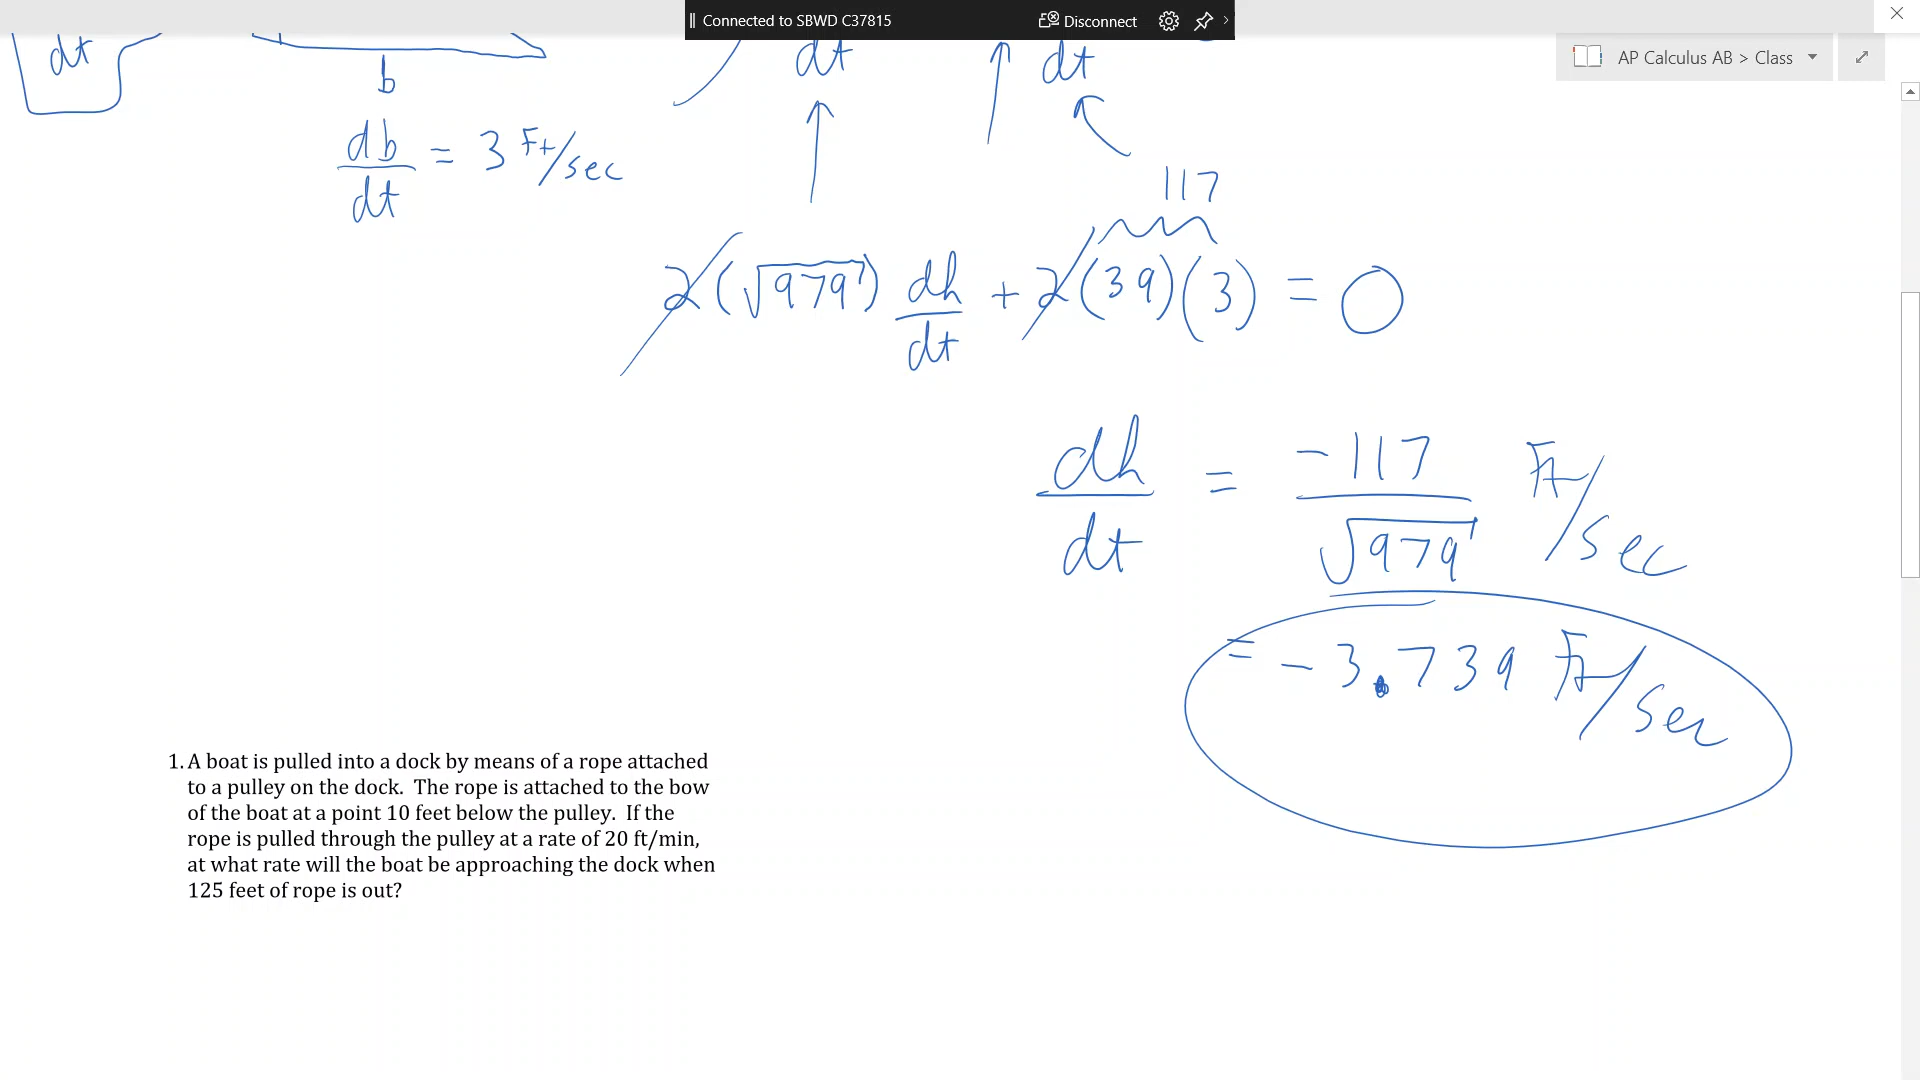 Connected to SBWD C37815 Disconnect
AP Calculus AB > Class
dt
b
dt
dt
db/dt = 3 Ft/sec
117
2(√979) dh/dt + 2(39)(3) = 0
dh/dt = -117/√979 Ft/sec
= -3.739 Ft/sec
1. A boat is pulled into a dock by means of a rope attached
to a pulley on the dock. The rope is attached to the bow
of the boat at a point 10 feet below the pulley. If the
rope is pulled through the pulley at a rate of 20 ft/min,
at what rate will the boat be approaching the dock when
125 feet of rope is out?